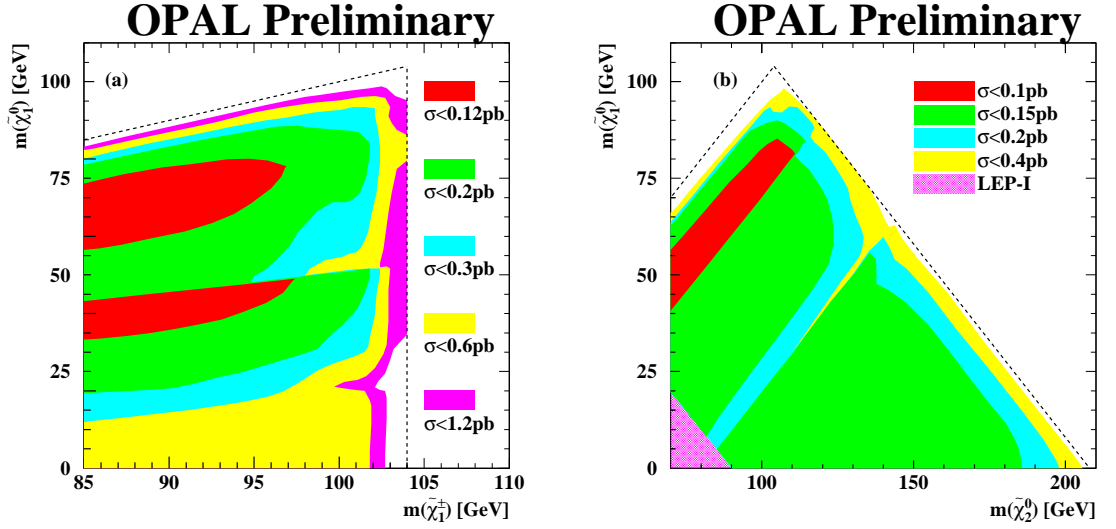 OPAL Preliminary
m(χ̃₁⁰) [GeV]
(a)
100
75
50
25
0
85
90
95
100
105
110
m(χ̃₁±) [GeV]
σ<0.12pb
σ<0.2pb
σ<0.3pb
σ<0.6pb
σ<1.2pb
OPAL Preliminary
m(χ̃₁⁰) [GeV]
(b)
100
75
50
25
0
100
150
200
m(χ̃₂⁰) [GeV]
σ<0.1pb
σ<0.15pb
σ<0.2pb
σ<0.4pb
LEP-I